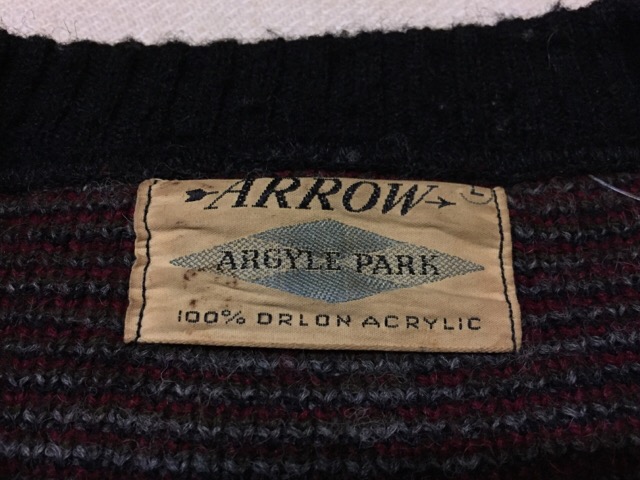 ARROW L
ARGYLE PARK
100% ORLON ACRYLIC